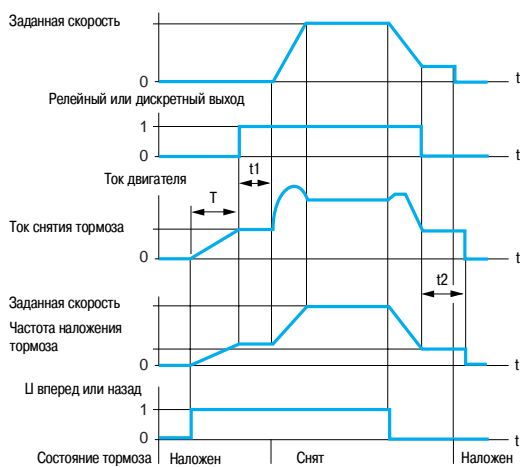 Заданная скорость
0
t
Релейный или дискретный выход
1
0
t
Ток двигателя
T
t1
Ток снятия тормоза
0
t
t2
Заданная скорость
Частота наложения
тормоза
0
t
LI вперед или назад
1
0
t
Состояние тормоза
Наложен
Снят
Наложен